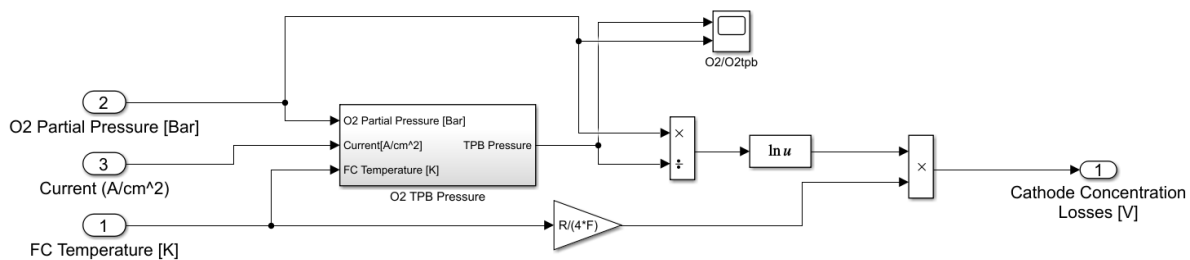 O2/O2tpb
2
O2 Partial Pressure [Bar]
3
Current (A/cm^2)
1
FC Temperature [K]
O2 Partial Pressure [Bar]
Current[A/cm^2]
FC Temperature [K]
TPB Pressure
O2 TPB Pressure
×
÷
ln u
R/(4*F)
×
1
Cathode Concentration
Losses [V]